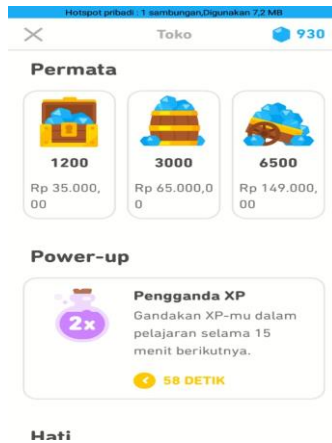 Hotspot pribadi : 1 sambungan,Digunakan 7,2 MB
Toko
930
Permata
1200
Rp 35.000,
00
3000
Rp 65.000,0
0
6500
Rp 149.000,
00
Power-up
2x
Pengganda XP
Gandakan XP-mu dalam
pelajaran selama 15
menit berikutnya.
58 DETIK
Hati